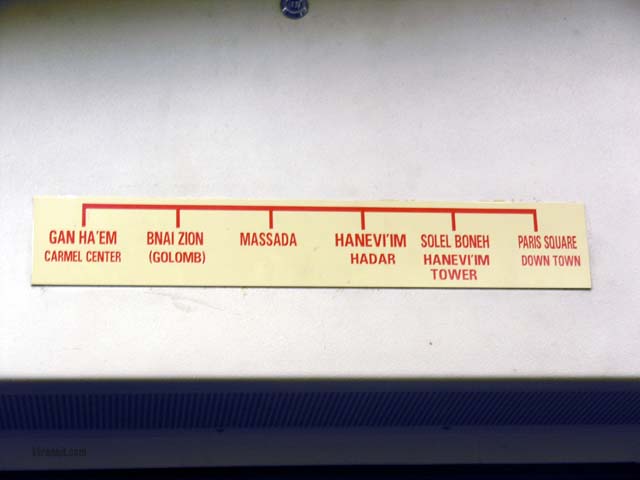 GAN HA'EM
CARMEL CENTER
BNAI ZION
(GOLOMB)
MASSADA
HANEVI'IM
HADAR
SOLEL BONEH
HANEVI'IM
TOWER
PARIS SQUARE
DOWN TOWN